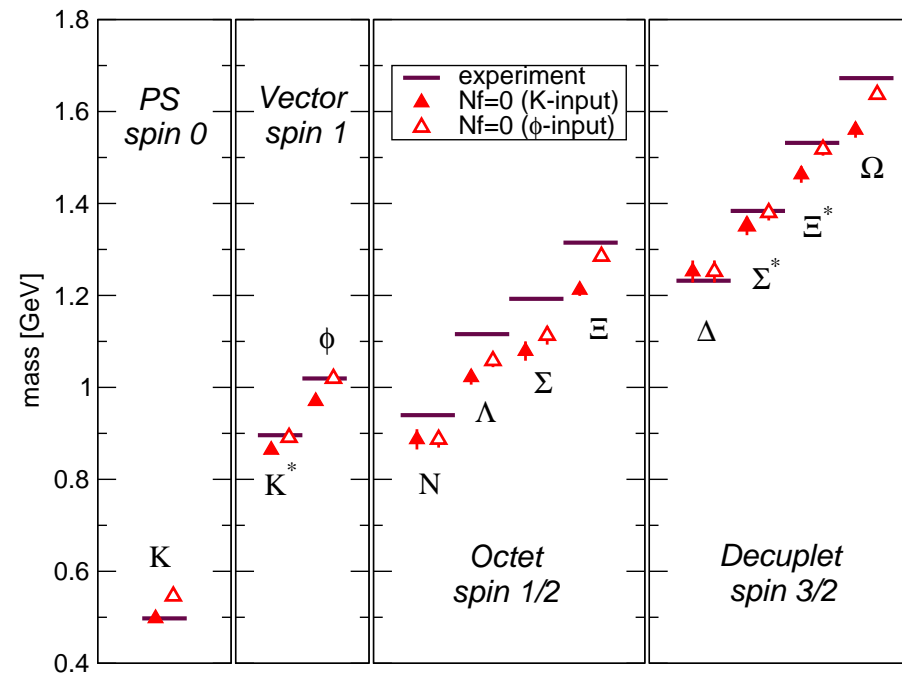 1.8
1.6
1.4
1.2
1
0.8
0.6
0.4
mass [GeV]
PS
spin 0
K
Vector
spin 1
ϕ
K*
experiment
Nf=0 (K-input)
Nf=0 (ϕ-input)
N
Λ
Σ
Ξ
Octet
spin 1/2
Δ
Σ*
Ξ*
Ω
Decuplet
spin 3/2